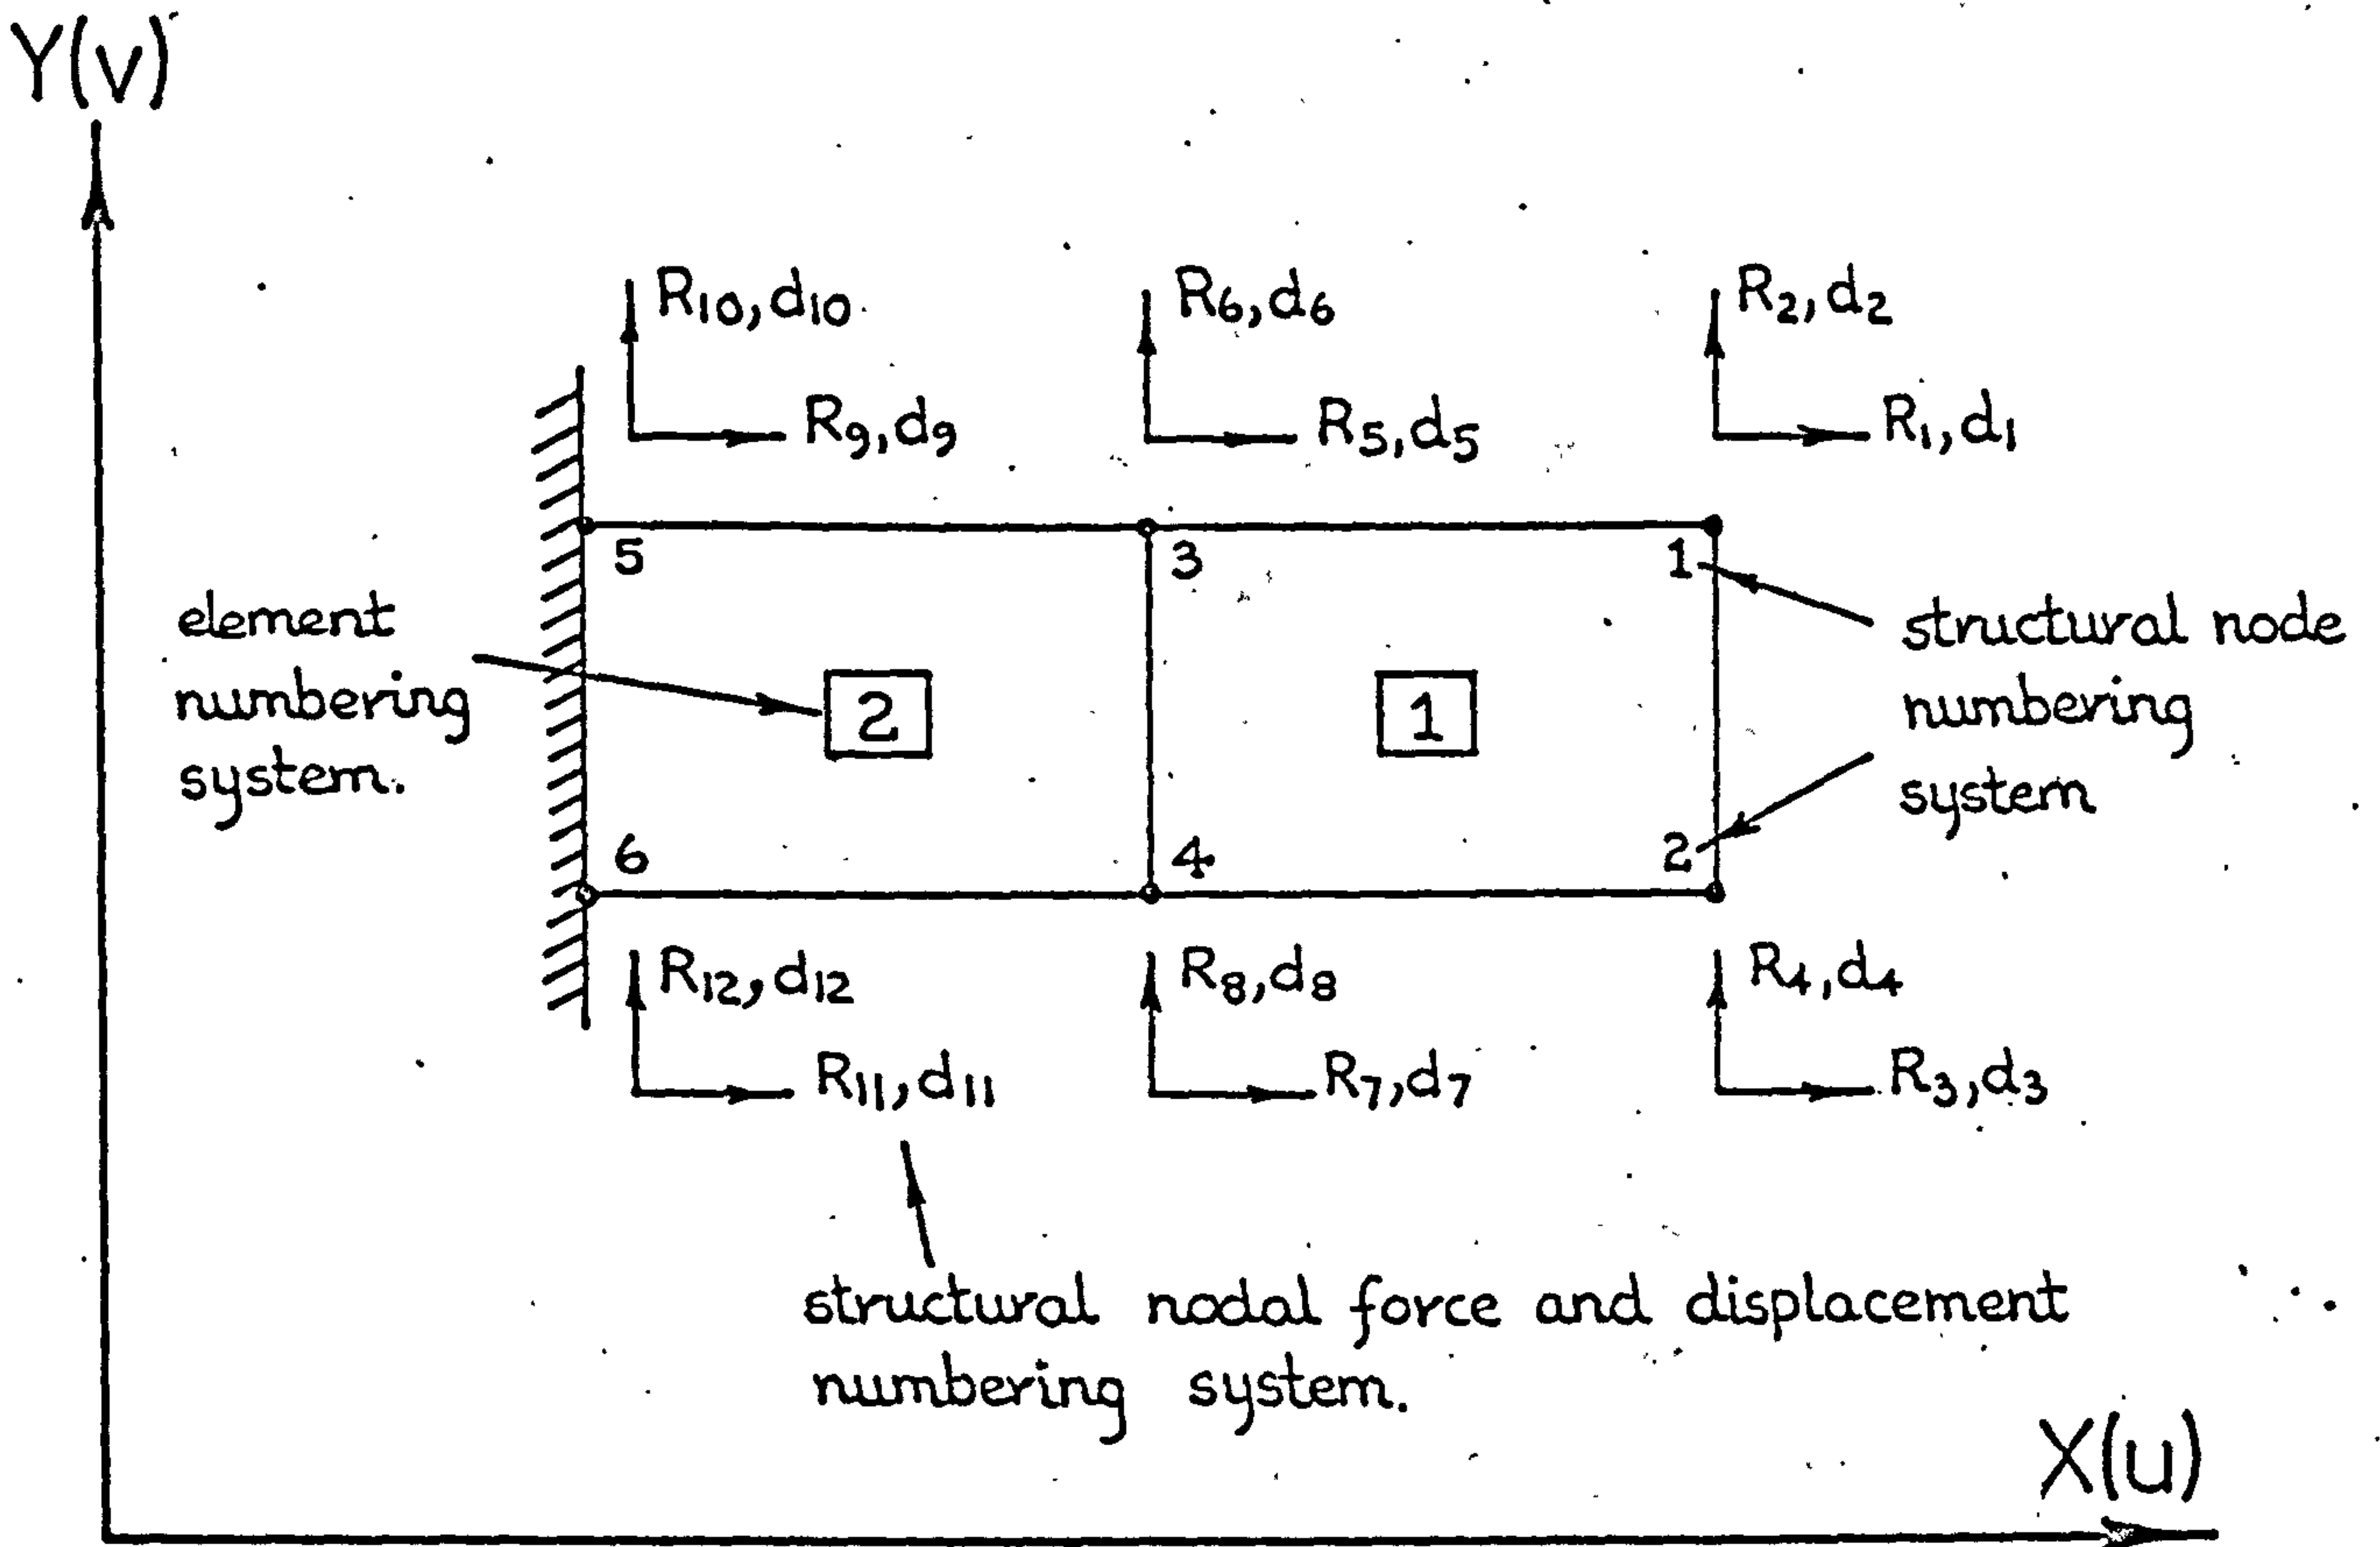 Y(v)
R10,d10
R9,d9
R6,d6
R5,d5
R2,d2
R1,d1
5
3
1
element
numbering
system.
2
1
structural node
numbering
system
6
4
2
R12,d12
R11,d11
R8,d8
R7,d7
R4,d4
R3,d3
structural nodal force and displacement
numbering system.
X(u)